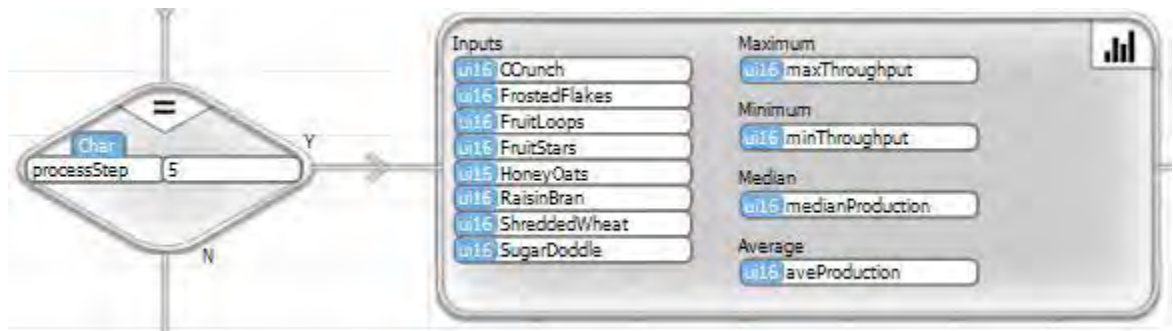 =
Char
processStep 5
Y
N
Inputs
ui16 CCrunch
ui16 FrostedFlakes
ui16 FruitLoops
ui16 FruitStars
ui16 HoneyOats
ui16 RaisinBran
ui16 ShreddedWheat
ui16 SugarDoddle
Maximum
ui16 maxThroughput
Minimum
ui16 minThroughput
Median
ui16 medianProduction
Average
ui16 aveProduction